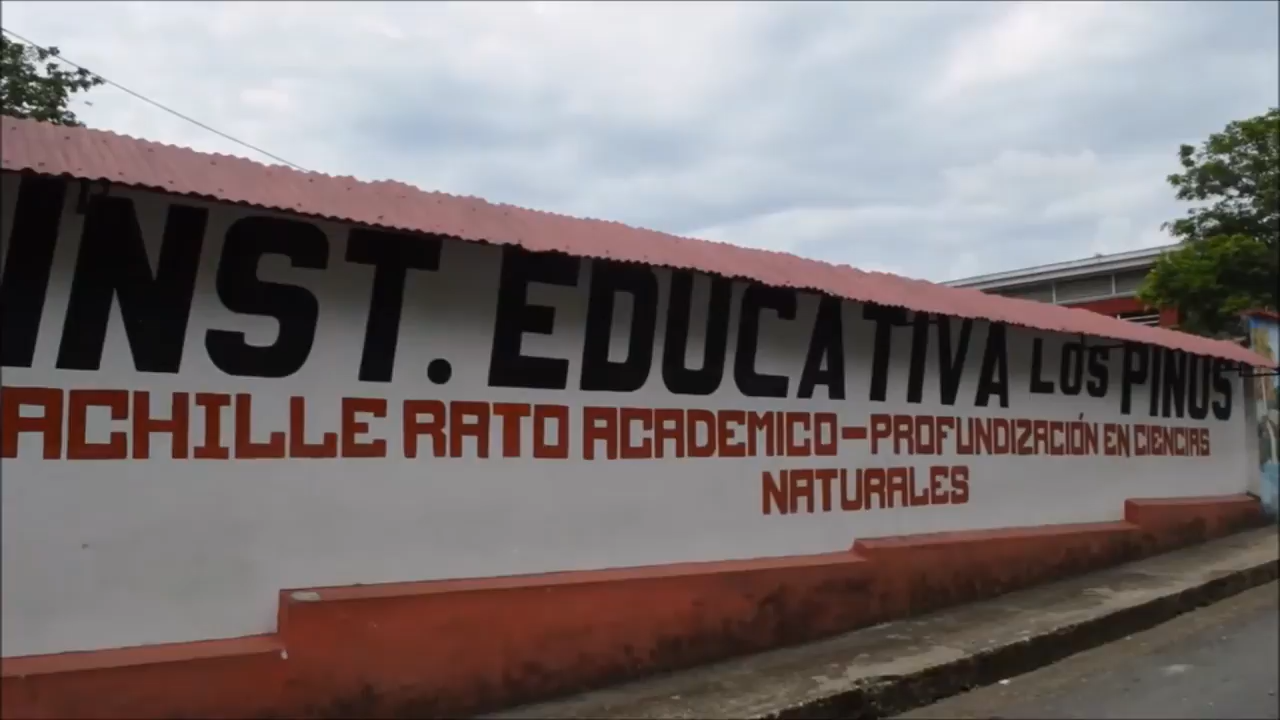 INST. EDUCATIVA LOS PINOS
ACHILLE RATO ACADEMICO-PROFUNDIZACIÓN EN CIENCIAS
NATURALES